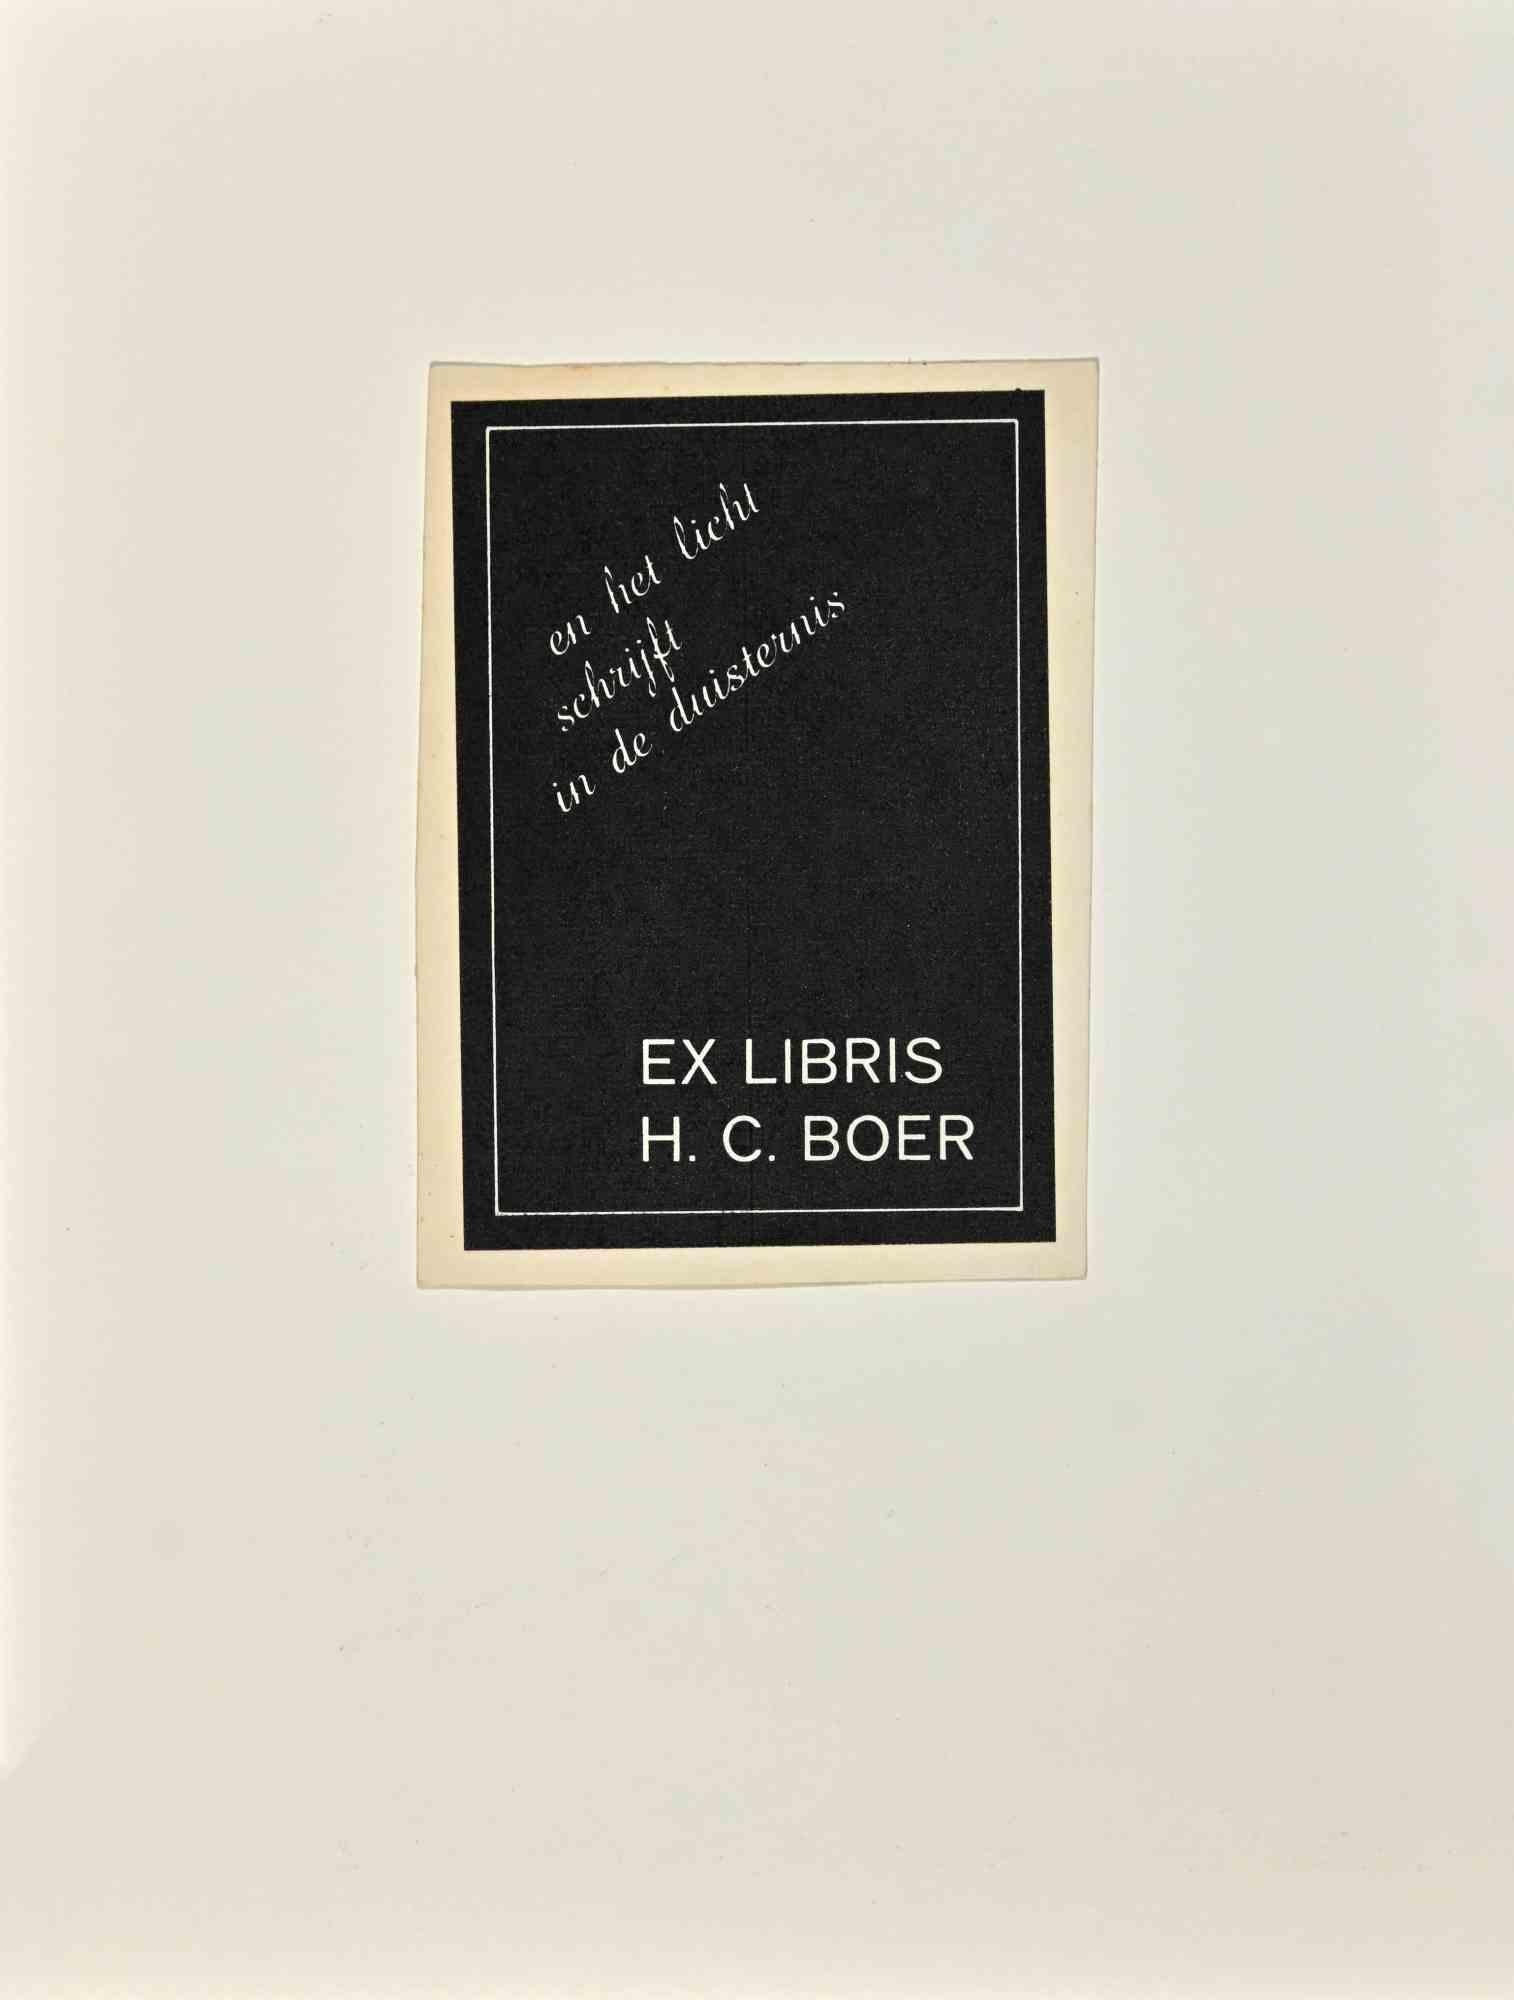 en het licht
schrijft
in de duisternis
EX LIBRIS
H. C. BOER